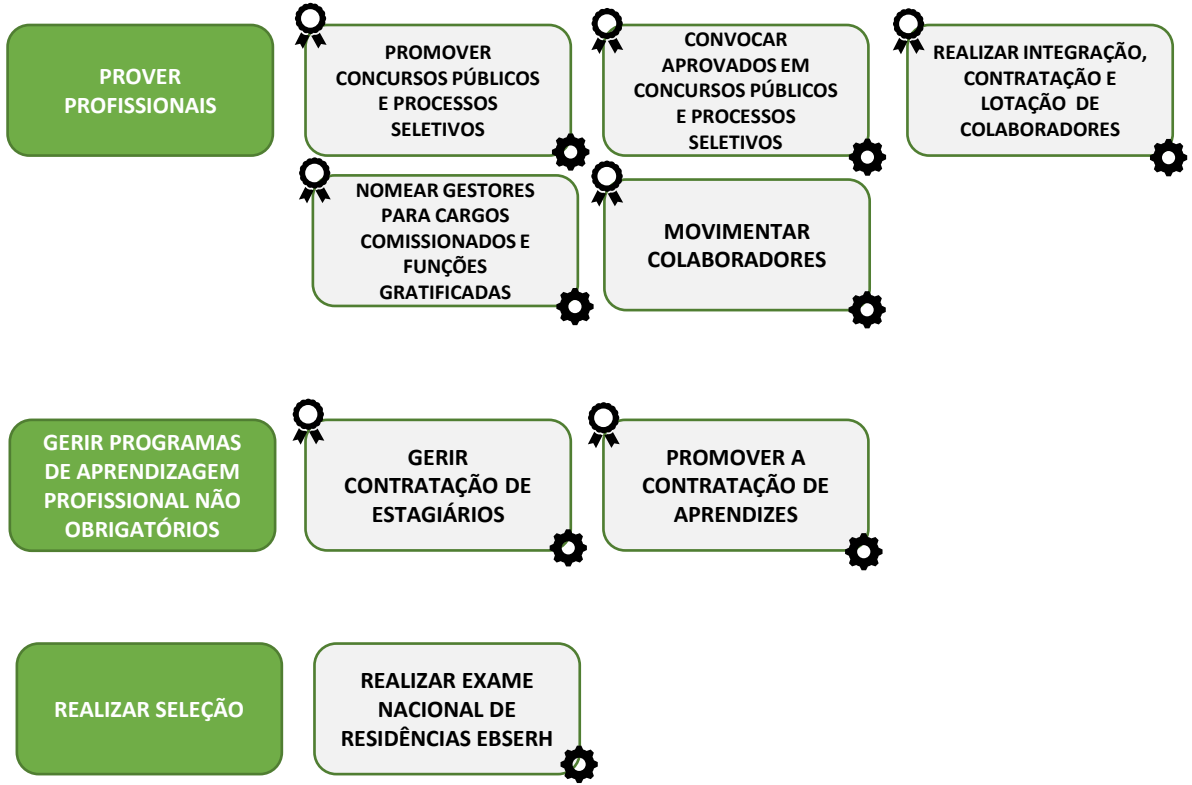 PROVER
PROFISSIONAIS
PROMOVER
CONCURSOS PÚBLICOS
E PROCESSOS
SELETIVOS
CONVOCAR
APROVADOS EM
CONCURSOS PÚBLICOS
E PROCESSOS
SELETIVOS
REALIZAR INTEGRAÇÃO,
CONTRATAÇÃO E
LOTAÇÃO DE
COLABORADORES
NOMEAR GESTORES
PARA CARGOS
COMISSIONADOS E
FUNÇÕES
GRATIFICADAS
MOVIMENTAR
COLABORADORES
GERIR PROGRAMAS
DE APRENDIZAGEM
PROFISSIONAL NÃO
OBRIGATÓRIOS
GERIR
CONTRATAÇÃO DE
ESTAGIÁRIOS
PROMOVER A
CONTRATAÇÃO DE
APRENDIZES
REALIZAR SELEÇÃO
REALIZAR EXAME
NACIONAL DE
RESIDÊNCIAS EBSERH